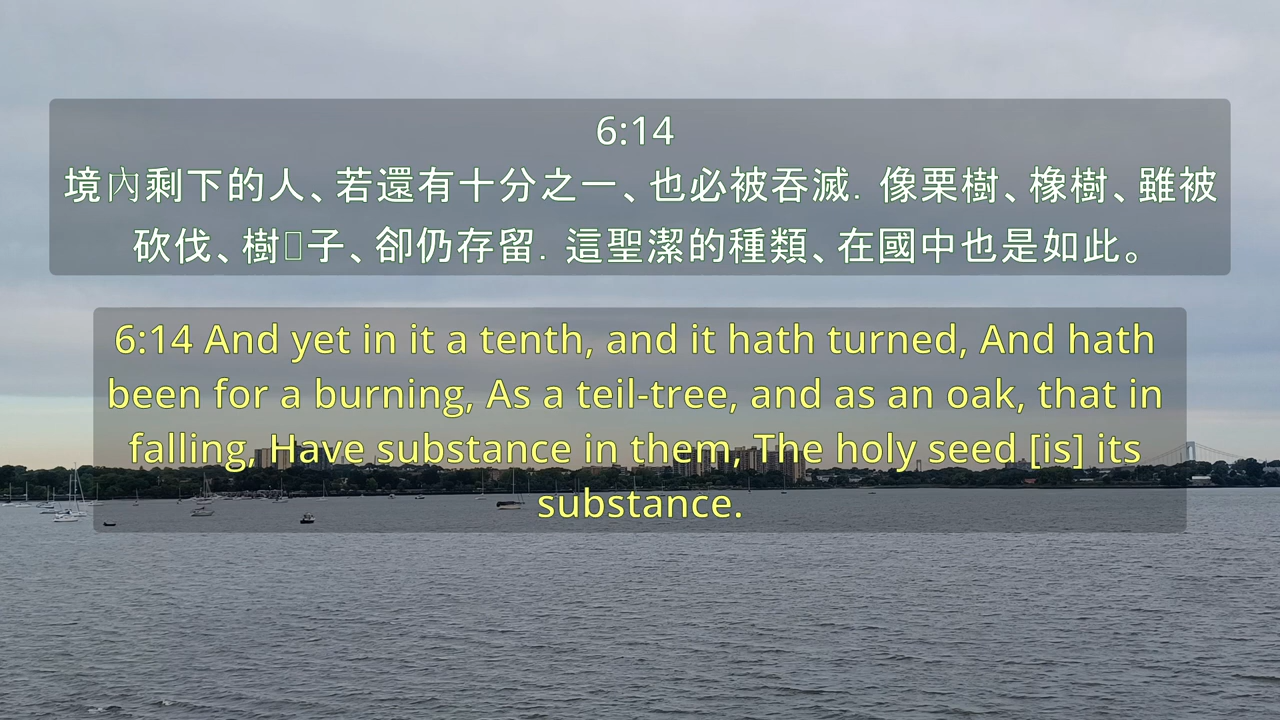 6:14
境內剩下的人、若還有十分之一、也必被吞滅. 像栗樹、橡樹、雖被
砍伐、樹▯子、卻仍存留. 這聖潔的種類、在國中也是如此。
6:14 And yet in it a tenth, and it hath turned, And hath
been for a burning, As a teil-tree, and as an oak, that in
falling, Have substance in them, The holy seed [is] its
substance.